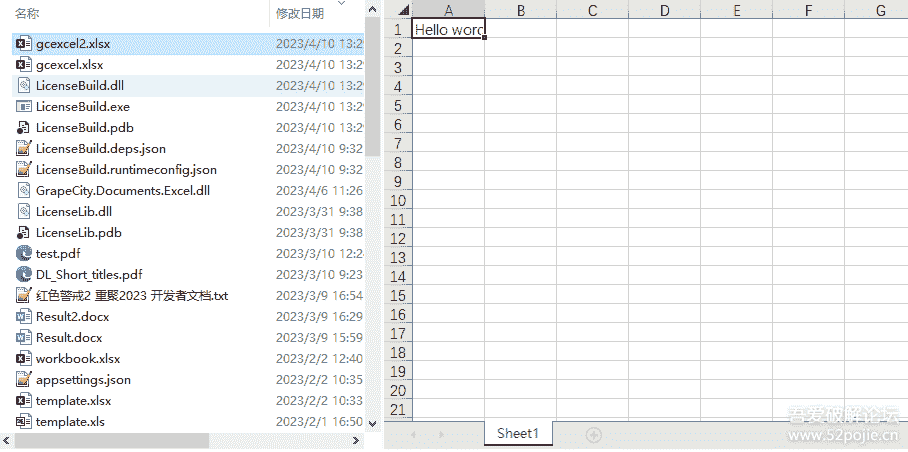 名称 修改日期
gcexcel2.xlsx 2023/4/10 13:2
gcexcel.xlsx 2023/4/10 13:2
LicenseBuild.dll 2023/4/10 13:2
LicenseBuild.exe 2023/4/10 13:2
LicenseBuild.pdb 2023/4/10 13:2
LicenseBuild.deps.json 2023/4/10 9:32
LicenseBuild.runtimeconfig.json 2023/4/10 9:32
GrapeCity.Documents.Excel.dll 2023/4/6 11:26
LicenseLib.dll 2023/3/31 9:38
LicenseLib.pdb 2023/3/31 9:38
test.pdf 2023/3/10 12:2
DL_Short_titles.pdf 2023/3/10 9:23
红色警戒2 重聚2023 开发者文档.txt 2023/3/9 16:54
Result2.docx 2023/3/9 16:29
Result.docx 2023/3/9 15:59
workbook.xlsx 2023/2/2 12:40
appsettings.json 2023/2/2 10:35
template.xlsx 2023/2/2 10:33
template.xls 2023/2/1 16:50
A B C D E F G
1 Hello word
2
3
4
5
6
7
8
9
10
11
12
13
14
15
16
17
18
19
20
21
Sheet1
吾爱破解论坛
www.52pojie.cn